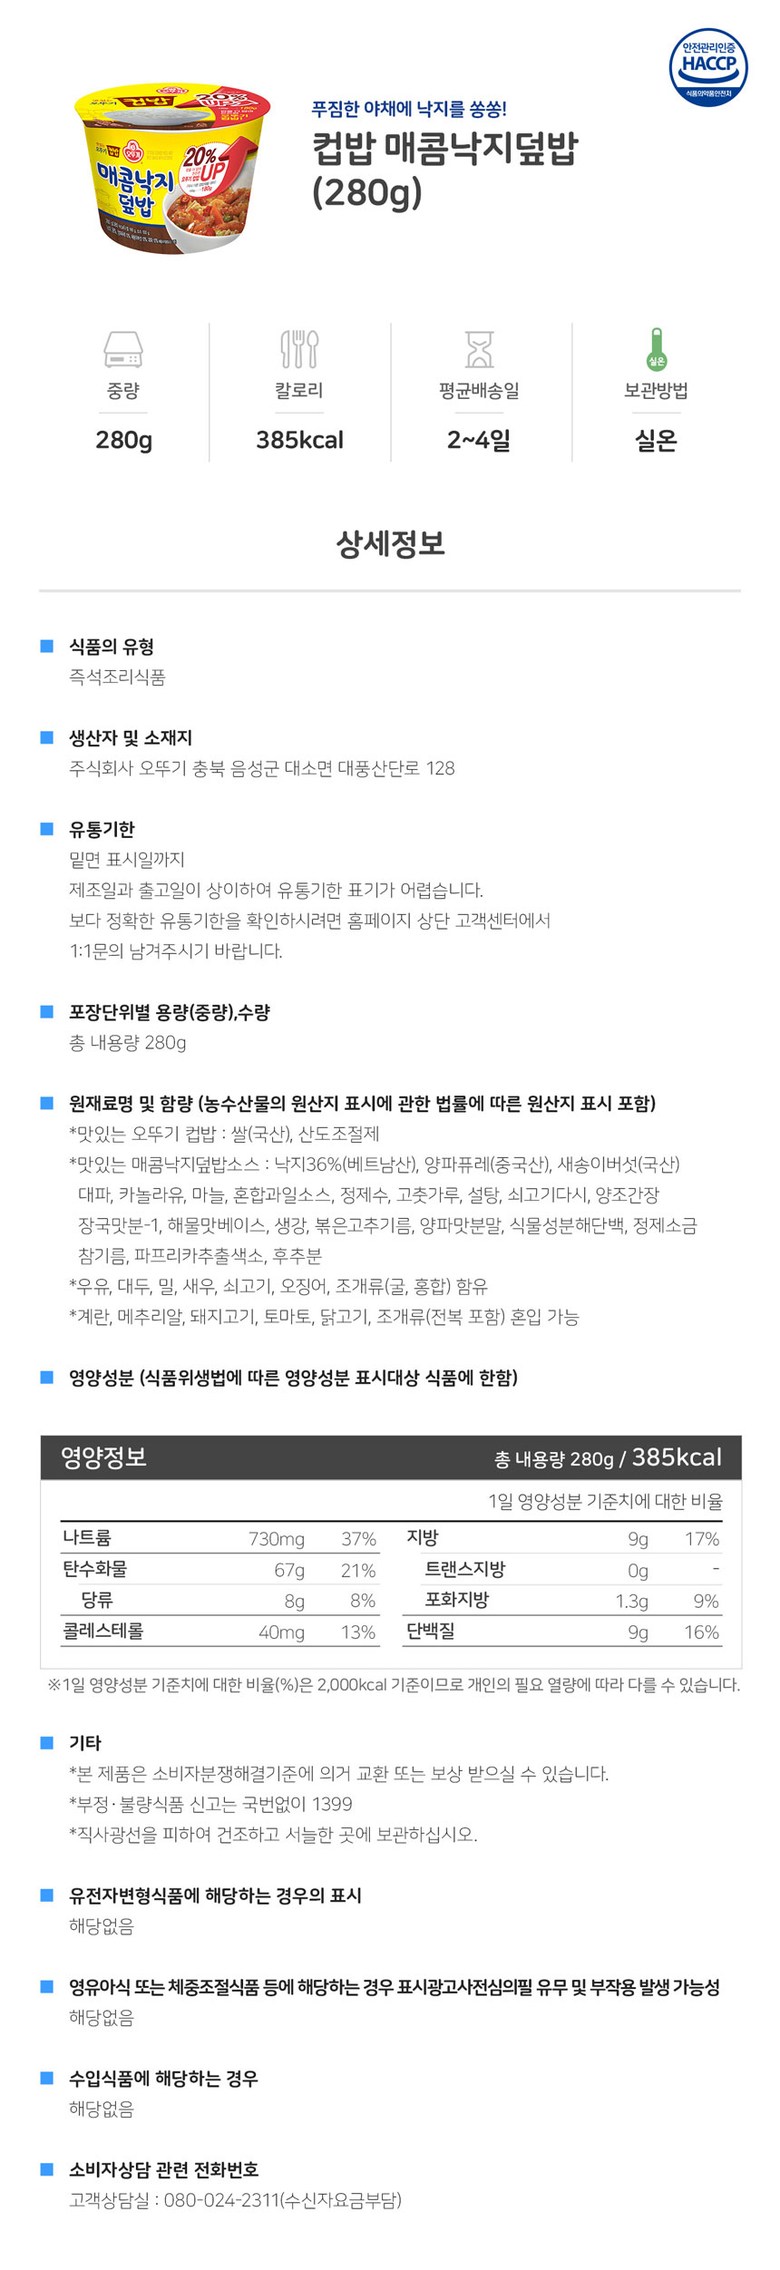 안전관리인증
HACCP
식품의약품안전처
푸짐한 야채에 낙지를 쏭쏭!
컵밥 매콤낙지덮밥
(280g)
20%
UP
매콤낙지
덮밥
중량
칼로리
평균배송일
실온
보관방법
280g
385kcal
2~4일
실온
상세정보
식품의 유형
즉석조리식품
생산자 및 소재지
주식회사 오뚜기 충북 음성군 대소면 대풍산단로 128
유통기한
밑면 표시일까지
제조일과 출고일이 상이하여 유통기한 표기가 어렵습니다.
보다 정확한 유통기한을 확인하시려면 홈페이지 상단 고객센터에서
1:1문의 남겨주시기 바랍니다.
포장단위별 용량(중량),수량
총 내용량 280g
원재료명 및 함량 (농수산물의 원산지 표시에 관한 법률에 따른 원산지 표시 포함)
*맛있는 오뚜기 컵밥 : 쌀(국산), 산도조절제
*맛있는 매콤낙지덮밥소스 : 낙지36%(베트남산), 양파퓨레(중국산), 새송이버섯(국산)
대파, 카놀라유, 마늘, 혼합과일소스, 정제수, 고춧가루, 설탕, 쇠고기다시, 양조간장
장국맛분-1, 해물맛베이스, 생강, 볶은고추기름, 양파맛분말, 식물성분해단백, 정제소금
참기름, 파프리카추출색소, 후추분
*우유, 대두, 밀, 새우, 쇠고기, 오징어, 조개류(굴, 홍합) 함유
*계란, 메추리알, 돼지고기, 토마토, 닭고기, 조개류(전복 포함) 혼입 가능
영양성분 (식품위생법에 따른 영양성분 표시대상 식품에 한함)
영양정보 총 내용량 280g / 385kcal
1일 영양성분 기준치에 대한 비율
나트륨 730mg 37% 지방 9g 17%
탄수화물 67g 21% 트랜스지방 0g -
당류 8g 8% 포화지방 1.3g 9%
콜레스테롤 40mg 13% 단백질 9g 16%
※1일 영양성분 기준치에 대한 비율(%)은 2,000kcal 기준이므로 개인의 필요 열량에 따라 다를 수 있습니다.
기타
*본 제품은 소비자분쟁해결기준에 의거 교환 또는 보상 받으실 수 있습니다.
*부정·불량식품 신고는 국번없이 1399
*직사광선을 피하여 건조하고 서늘한 곳에 보관하십시오.
유전자변형식품에 해당하는 경우의 표시
해당없음
영유아식 또는 체중조절식품 등에 해당하는 경우 표시광고사전심의필 유무 및 부작용 발생 가능성
해당없음
수입식품에 해당하는 경우
해당없음
소비자상담 관련 전화번호
고객상담실 : 080-024-2311(수신자요금부담)